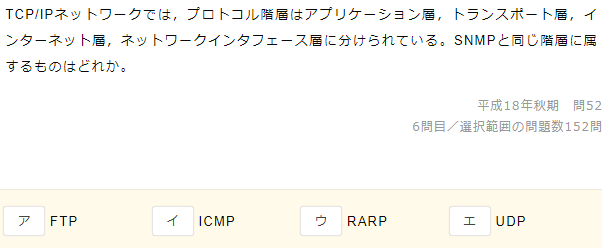 TCP/IPネットワークでは，プロトコル階層はアプリケーション層，トランスポート層，イ
ンターネット層，ネットワークインタフェース層に分けられている。SNMPと同じ階層に属
するものはどれか。
平成18年秋期　問52
6問目／選択範囲の問題数152問
ア FTP イ ICMP ウ RARP エ UDP